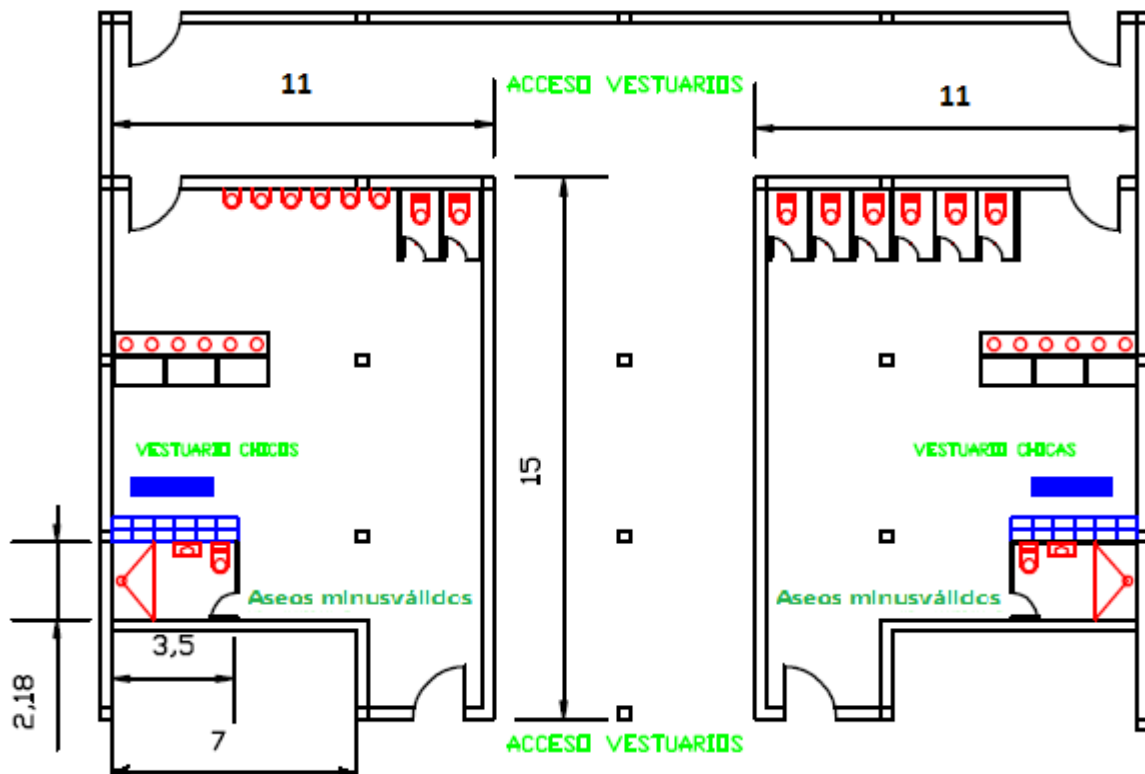 11
ACCESO VESTUARIOS
11
15
VESTUARIO CHICOS
VESTUARIO CHICAS
Aseos minusválidos
Aseos minusválidos
3,5
2,18
7
ACCESO VESTUARIOS